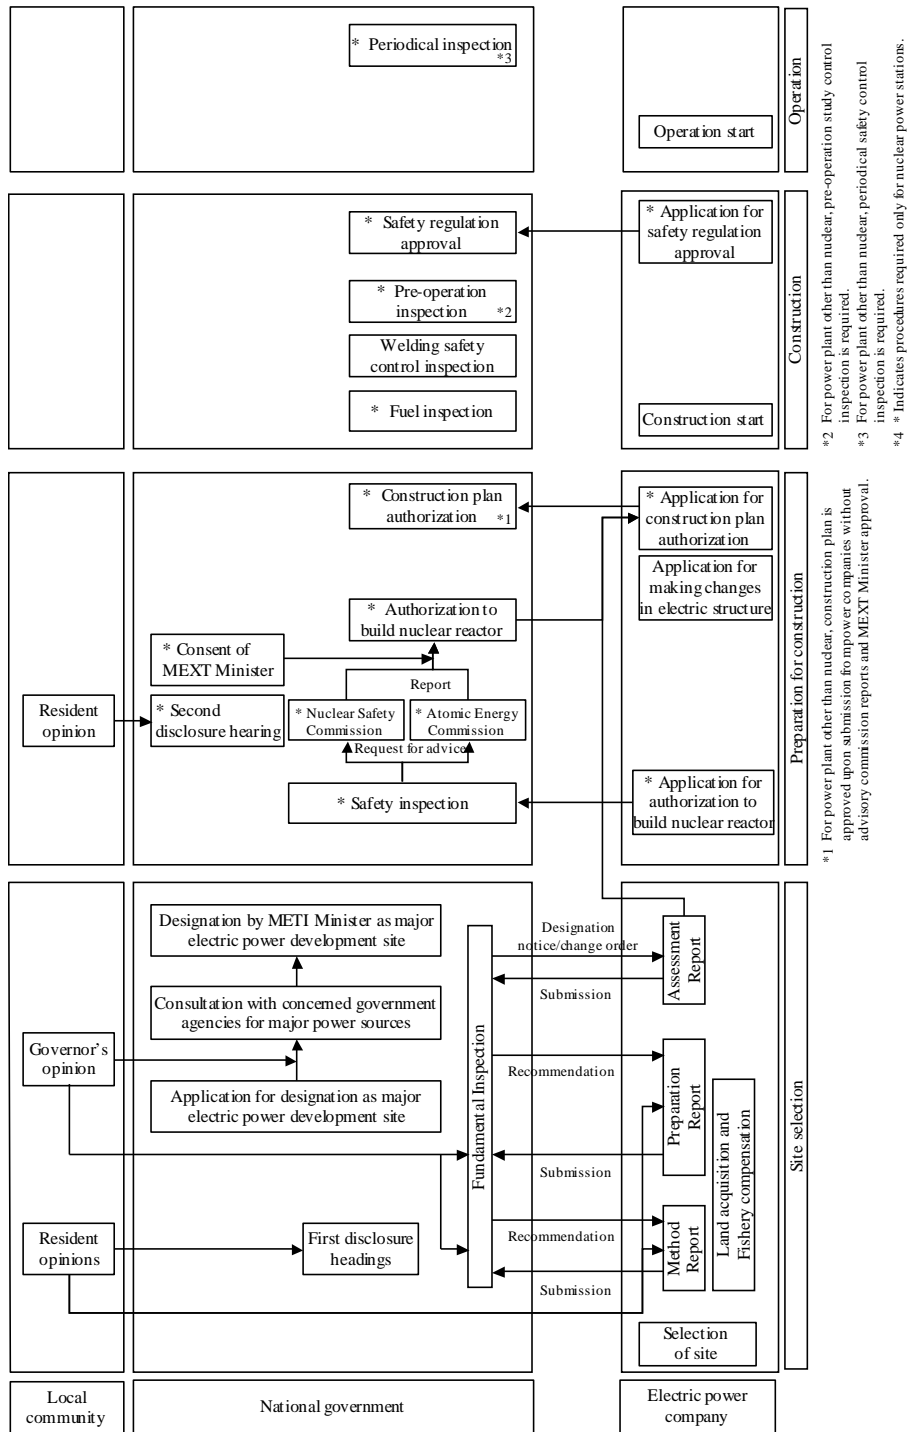 * Periodical inspection
*3
Operation start
Operation
* Safety regulation
approval
* Application for
safety regulation
approval
* Pre-operation
inspection *2
Welding safety
control inspection
* Fuel inspection
Construction start
Construction
*2 For power plant other than nuclear, pre-operation study control
inspection is required.
*3 For power plant other than nuclear, periodical safety control
inspection is required.
*4 * Indicates procedures required only for nuclear power stations.
* Construction plan
authorization *1
* Application for
construction plan
authorization
Application for
making changes
in electric structure
* Authorization to
build nuclear reactor
* Consent of
MEXT Minister
Report
Resident
opinion
* Second
disclosure hearing
* Nuclear Safety
Commission
* Atomic Energy
Commission
Request for advice
* Safety inspection
* Application for
authorization to
build nuclear reactor
Preparation for construction
*1 For power plant other than nuclear, construction plan is
approved upon submission from power companies without
advisory commission reports and MEXT Minister approval.
Designation by METI Minister as major
electric power development site
Consultation with concerned government
agencies for major power sources
Governor's
opinion
Application for designation as major
electric power development site
Resident
opinions
First disclosure
headings
Fundamental Inspection
Designation
notice/change order
Submission
Recommendation
Submission
Recommendation
Submission
Assessment
Report
Preparation
Report
Method
Report
Land acquisition and
Fishery compensation
Selection
of site
Site selection
Local
community
National government
Electric power
company